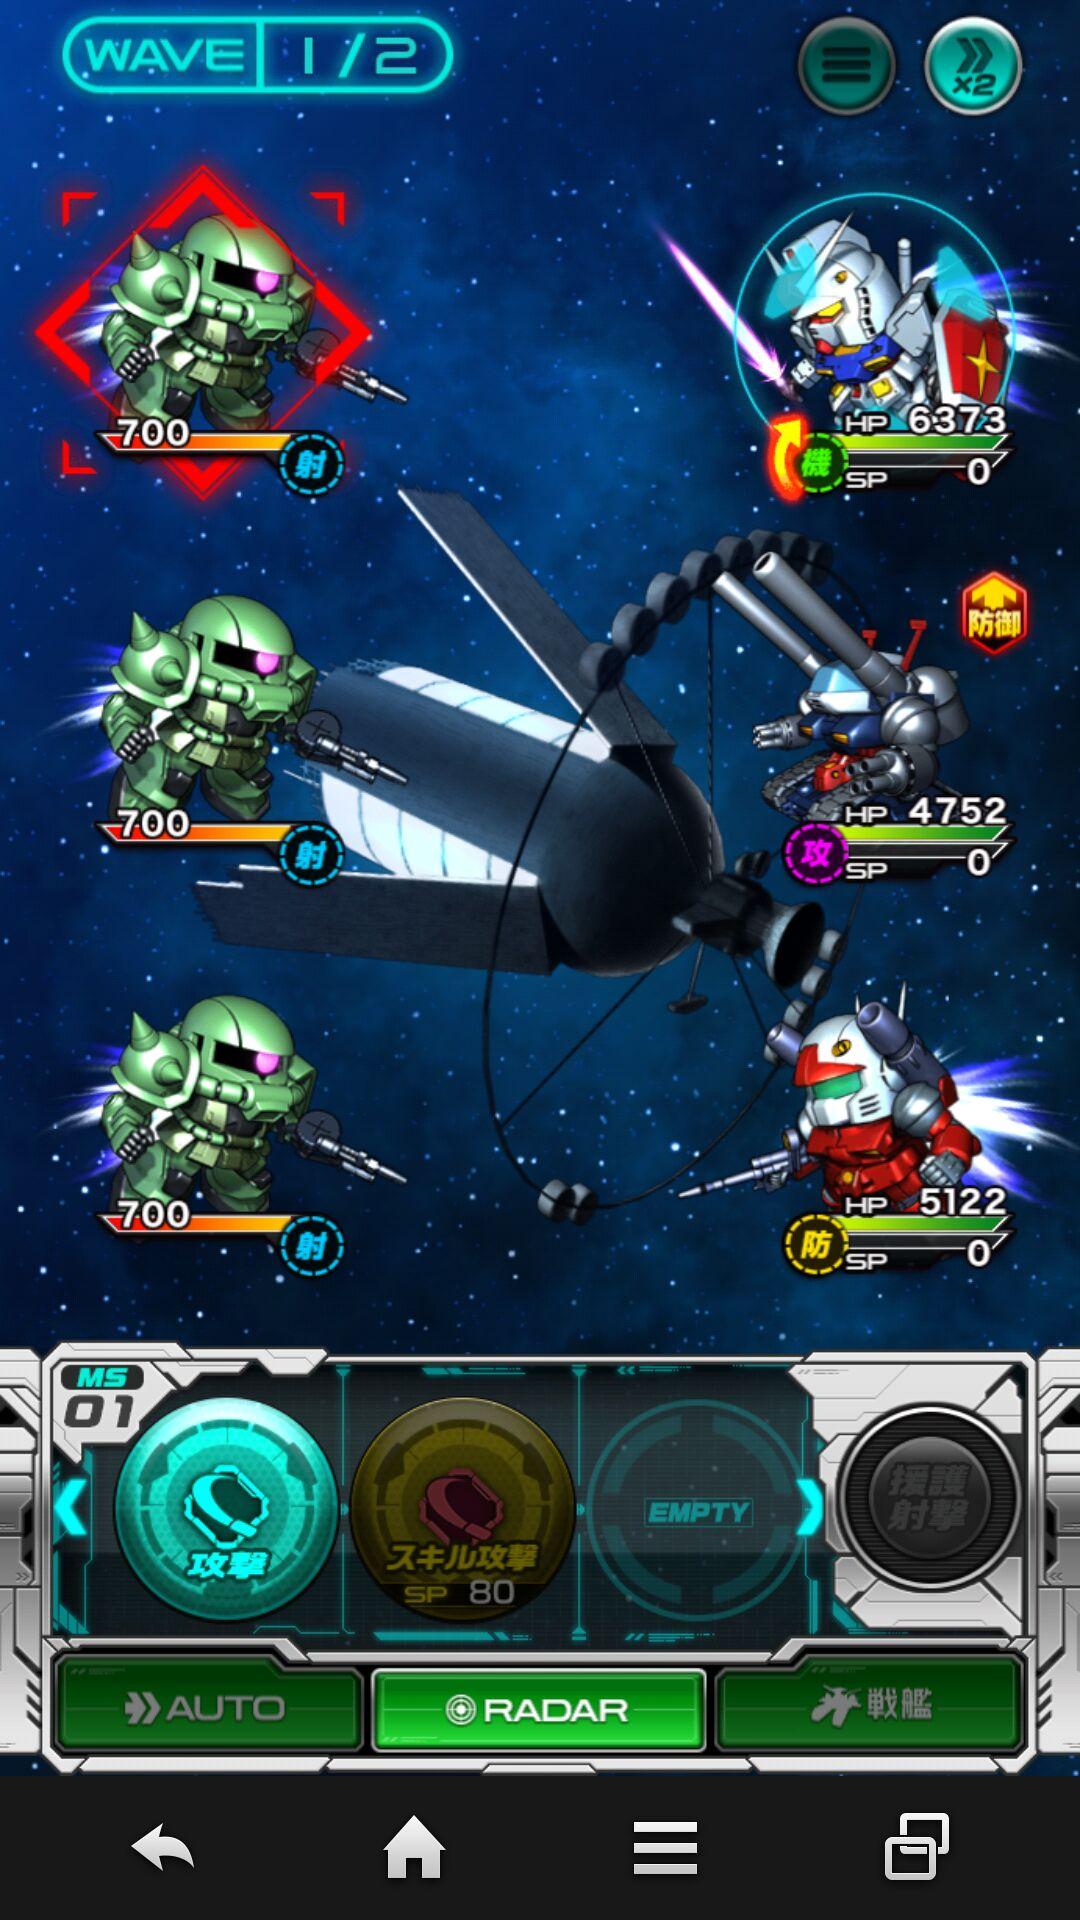 WAVE 1/2
×2
700
射
HP 6373
機
SP 0
防御
700
射
HP 4752
攻
SP 0
700
射
HP 5122
防
SP 0
MS
01
攻撃
スキル攻撃
SP 80
EMPTY
援護
射撃
AUTO
RADAR
戦艦